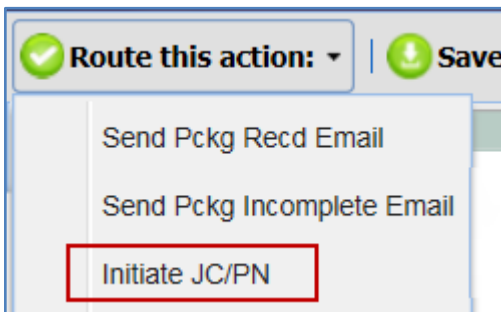 Route this action: Save
Send Pckg Recd Email
Send Pckg Incomplete Email
Initiate JC/PN